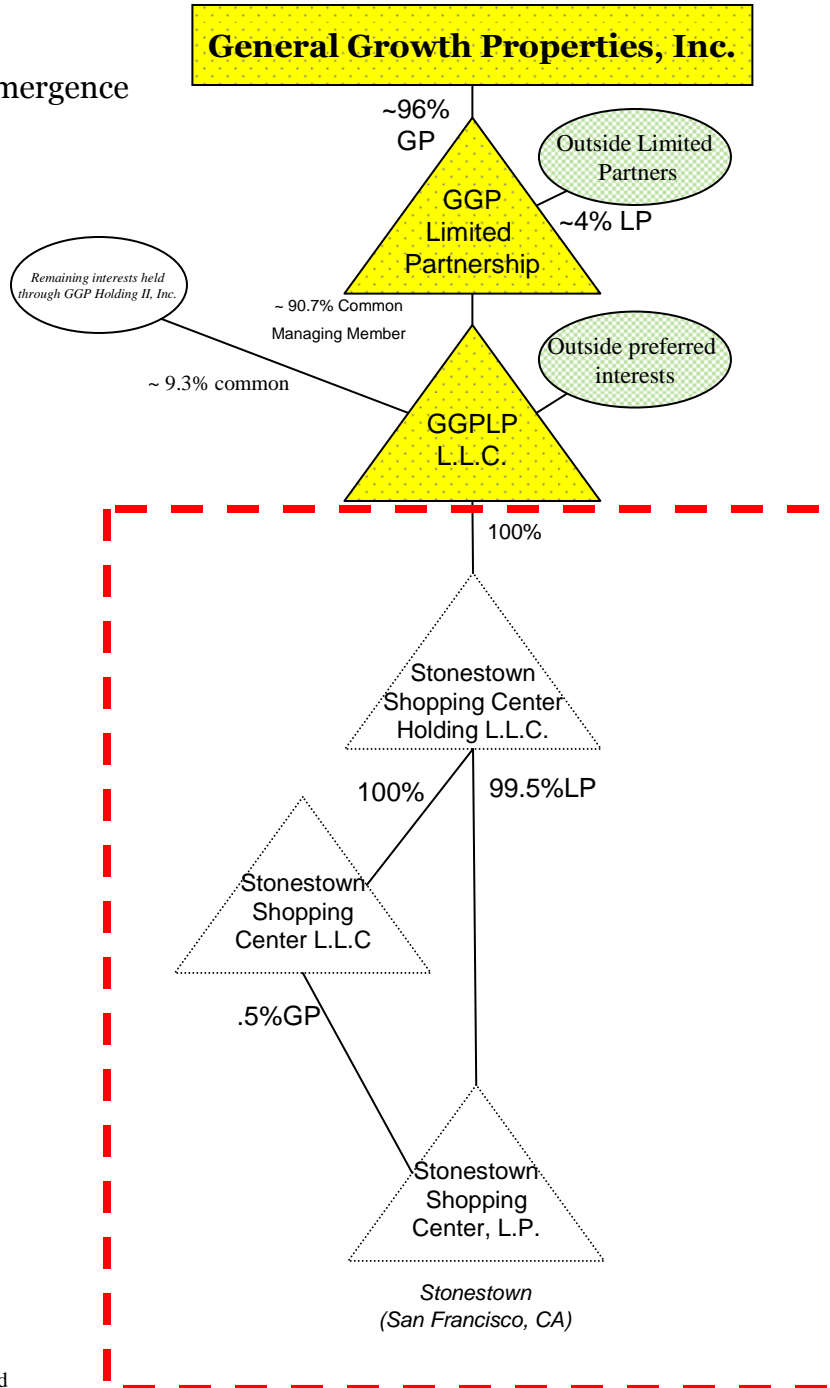 General Growth Properties, Inc.
mergence
~96%
GP
Outside Limited
Partners
GGP
Limited
Partnership
~4% LP
Remaining interests held
through GGP Holding II, Inc.
~ 90.7% Common
Managing Member
Outside preferred
interests
~ 9.3% common
GGPLP
L.L.C.
100%
Stonestown
Shopping Center
Holding L.L.C.
100%
99.5%LP
Stonestown
Shopping
Center L.L.C
.5%GP
Stonestown
Shopping
Center, L.P.
Stonestown
(San Francisco, CA)
d